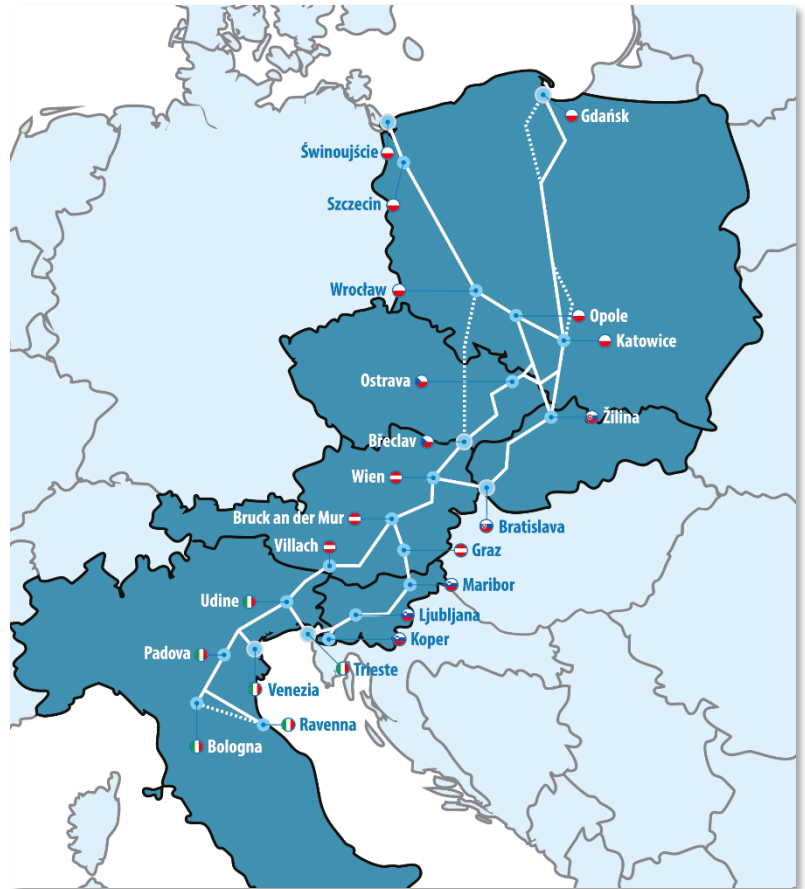 Gdańsk
Świnoujście
Szczecin
Wrocław
Opole
Katowice
Ostrava
Žilina
Břeclav
Wien
Bratislava
Bruck an der Mur
Villach
Graz
Maribor
Udine
Ljubljana
Koper
Padova
Trieste
Venezia
Ravenna
Bologna